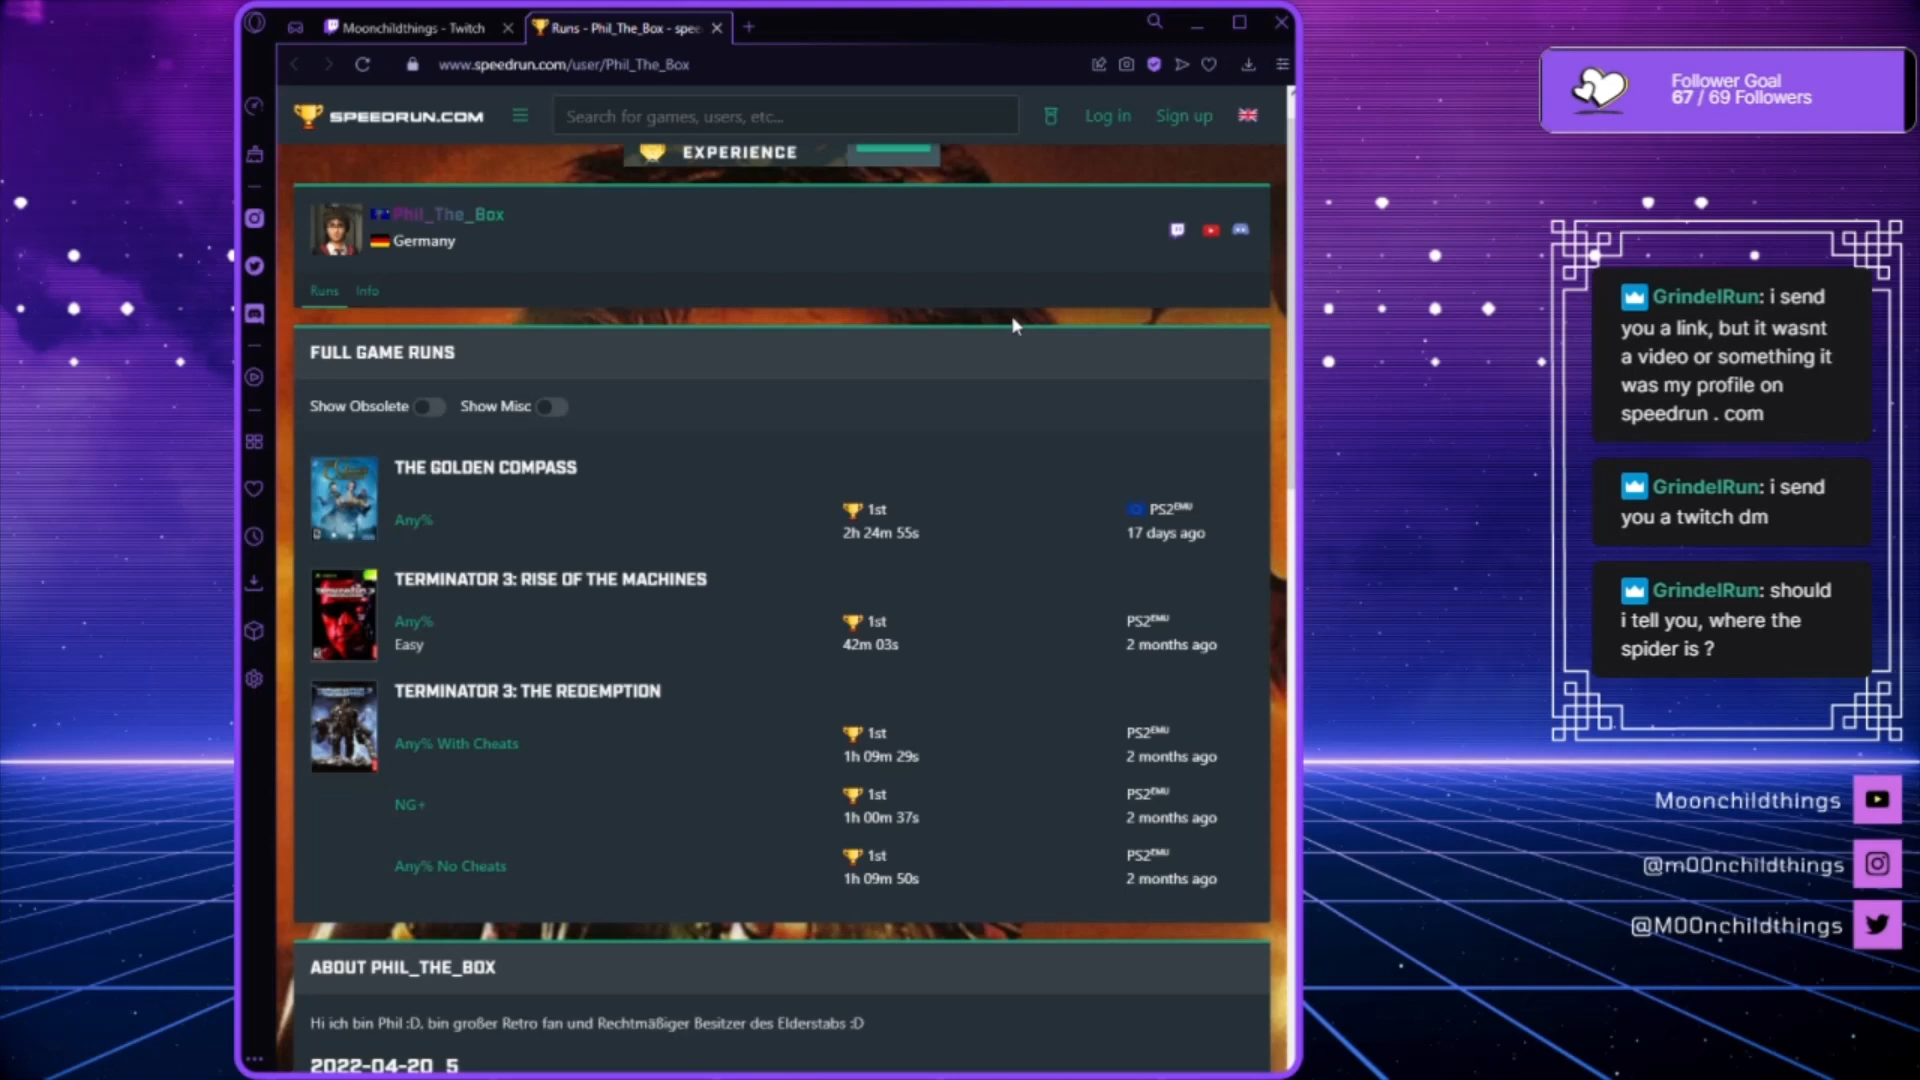 Moonchildthings - Twitch
Runs - Phil_The_Box - spee
www.speedrun.com/user/Phil_The_Box
SPEEDRUN.COM
Search for games, users, etc...
Log in
Sign up
EXPERIENCE
Phil_The_Box
Germany
Runs
Info
FULL GAME RUNS
Show Obsolete
Show Misc
THE GOLDEN COMPASS
Any%
1st
2h 24m 55s
PS2EMU
17 days ago
TERMINATOR 3: RISE OF THE MACHINES
Any%
Easy
1st
42m 03s
PS2EMU
2 months ago
TERMINATOR 3: THE REDEMPTION
Any% With Cheats
1st
1h 09m 29s
PS2EMU
2 months ago
NG+
1st
1h 00m 37s
PS2EMU
2 months ago
Any% No Cheats
1st
1h 09m 50s
PS2EMU
2 months ago
ABOUT PHIL_THE_BOX
Hi ich bin Phil :D, bin großer Retro fan und Rechtmäßiger Besitzer des Elderstabs :D
2022-04-20_5
Follower Goal
67 / 69 Followers
GrindelRun: i send
you a link, but it wasnt
a video or something it
was my profile on
speedrun . com
GrindelRun: i send
you a twitch dm
GrindelRun: should
i tell you, where the
spider is ?
Moonchildthings
@m00nchildthings
@M00nchildthings